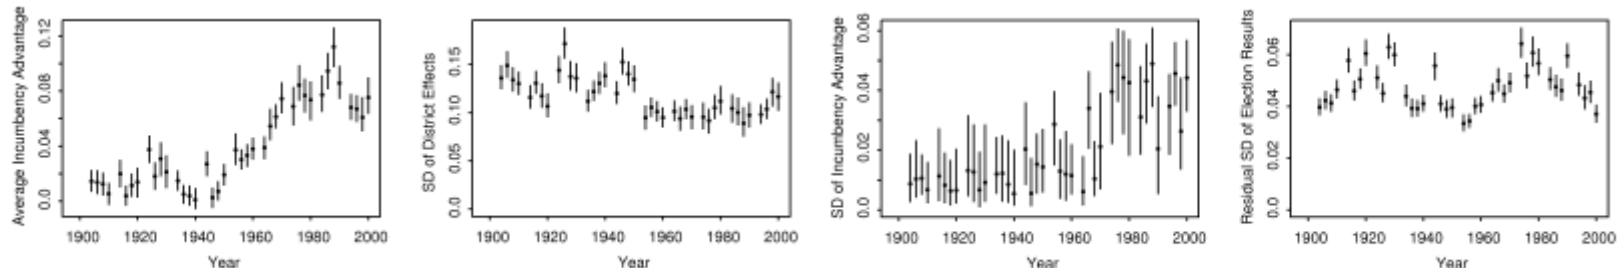 Average Incumbency Advantage
0.0 0.04 0.08 0.12
1900 1920 1940 1960 1980 2000
Year
SD of District Effects
0.0 0.05 0.10 0.15
1900 1920 1940 1960 1980 2000
Year
SD of Incumbency Advantage
0.0 0.02 0.04 0.06
1900 1920 1940 1960 1980 2000
Year
Residual SD of Election Results
0.0 0.02 0.04 0.06
1900 1920 1940 1960 1980 2000
Year